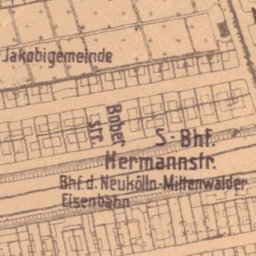 Jakobigemeinde
Bober
str.
S-Bhf.
Hermannstr.
Bhf. d. Neukölln-Mittenwalder
Eisenbahn